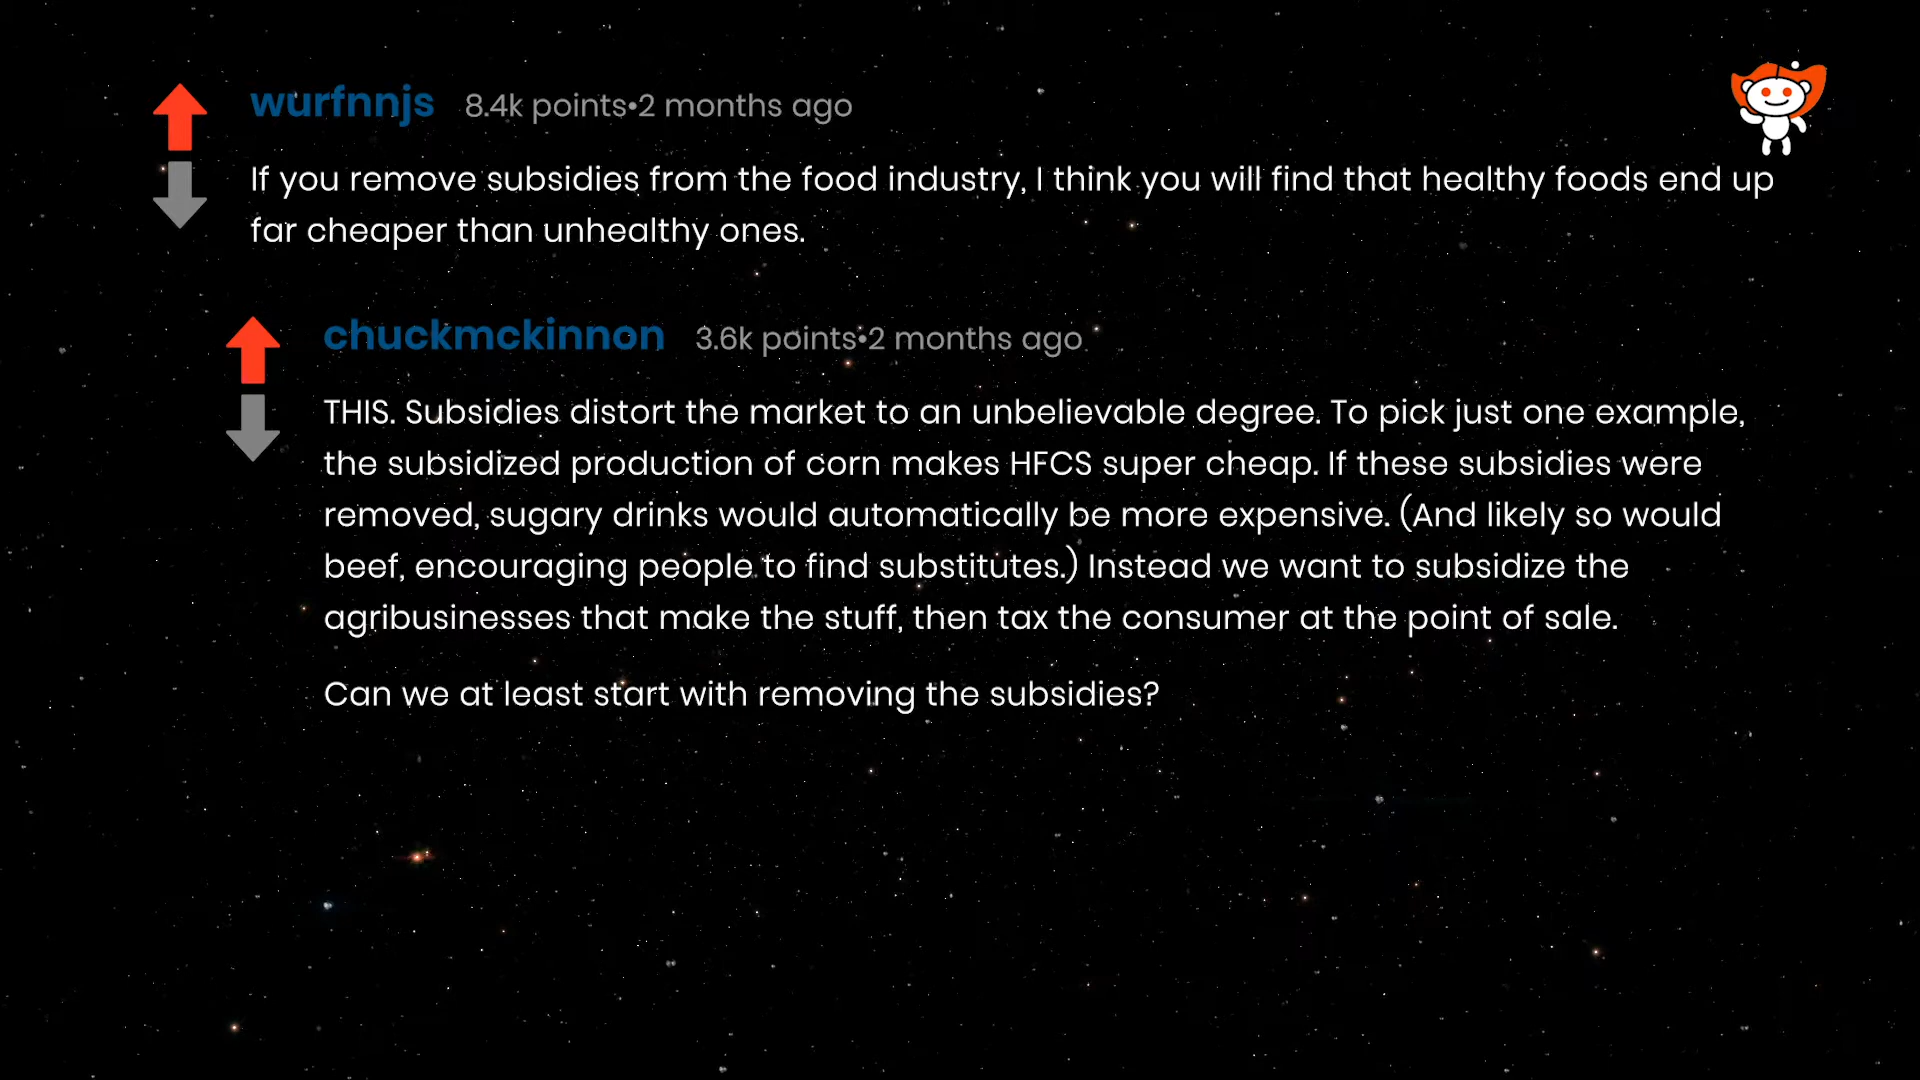 wurfnnjs 8.4k points•2 months ago
If you remove subsidies from the food industry, I think you will find that healthy foods end up
far cheaper than unhealthy ones.
chuckmckinnon 3.6k points•2 months ago
THIS. Subsidies distort the market to an unbelievable degree. To pick just one example,
the subsidized production of corn makes HFCS super cheap. If these subsidies were
removed, sugary drinks would automatically be more expensive. (And likely so would
beef, encouraging people to find substitutes.) Instead we want to subsidize the
agribusinesses that make the stuff, then tax the consumer at the point of sale.
Can we at least start with removing the subsidies?